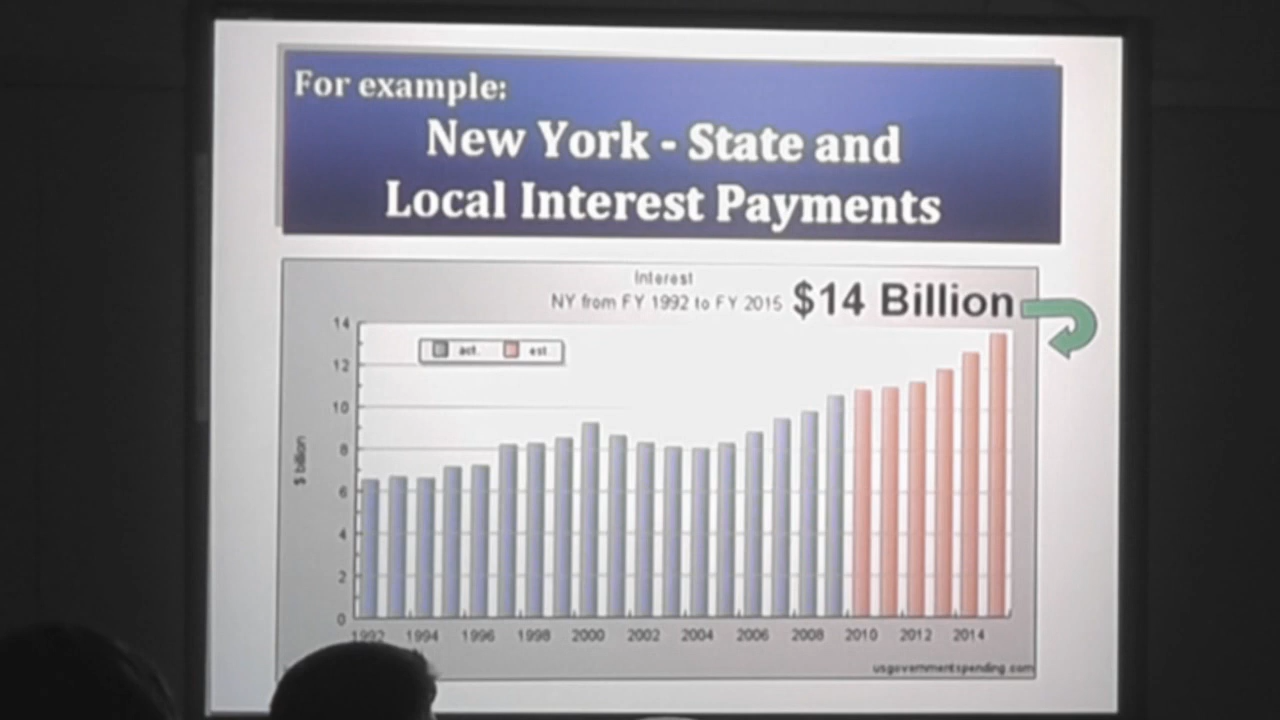 For example:
New York - State and
Local Interest Payments
Interest
NY from FY 1992 to FY 2015
$14 Billion
act. est
14
12
10
8
6
4
2
0
$ billion
1992 1994 1996 1998 2000 2002 2004 2006 2008 2010 2012 2014
usgovernmentspending.com